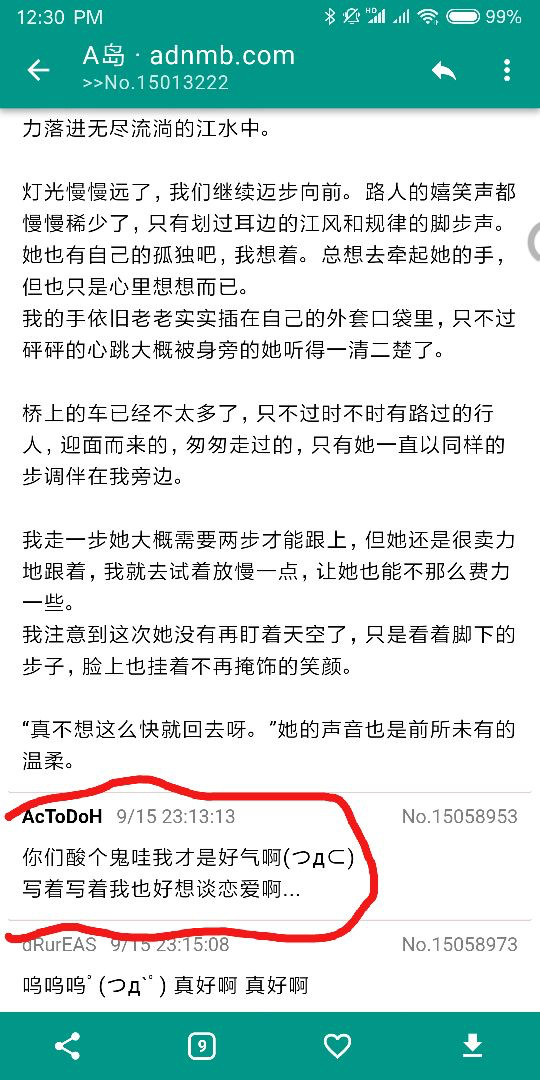 12:30 PM
HD
99%
A岛 · adnmb.com
>>No.15013222
力落进无尽流淌的江水中。
灯光慢慢远了，我们继续迈步向前。路人的嬉笑声都
慢慢稀少了，只有划过耳边的江风和规律的脚步声。
她也有自己的孤独吧，我想着。总想去牵起她的手，
但也只是心里想想而已。
我的手依旧老老实实插在自己的外套口袋里，只不过
砰砰的心跳大概被身旁的她听得一清二楚了。
桥上的车已经不太多了，只不过时不时有路过的行
人，迎面而来的，匆匆走过的，只有她一直以同样的
步调伴在我旁边。
我走一步她大概需要两步才能跟上，但她还是很卖力
地跟着，我就去试着放慢一点，让她也能不那么费力
一些。
我注意到这次她没有再盯着天空了，只是看着脚下的
步子，脸上也挂着不再掩饰的笑颜。
“真不想这么快就回去呀。”她的声音也是前所未有的
温柔。
AcToDoH 9/15 23:13:13 No.15058953
你们酸个鬼哇我才是好气啊(つд⊂)
写着写着我也好想谈恋爱啊...
dRurEAS 9/15 23:15:08 No.15058973
呜呜呜ﾟ(つд`ﾟ) 真好啊 真好啊
9